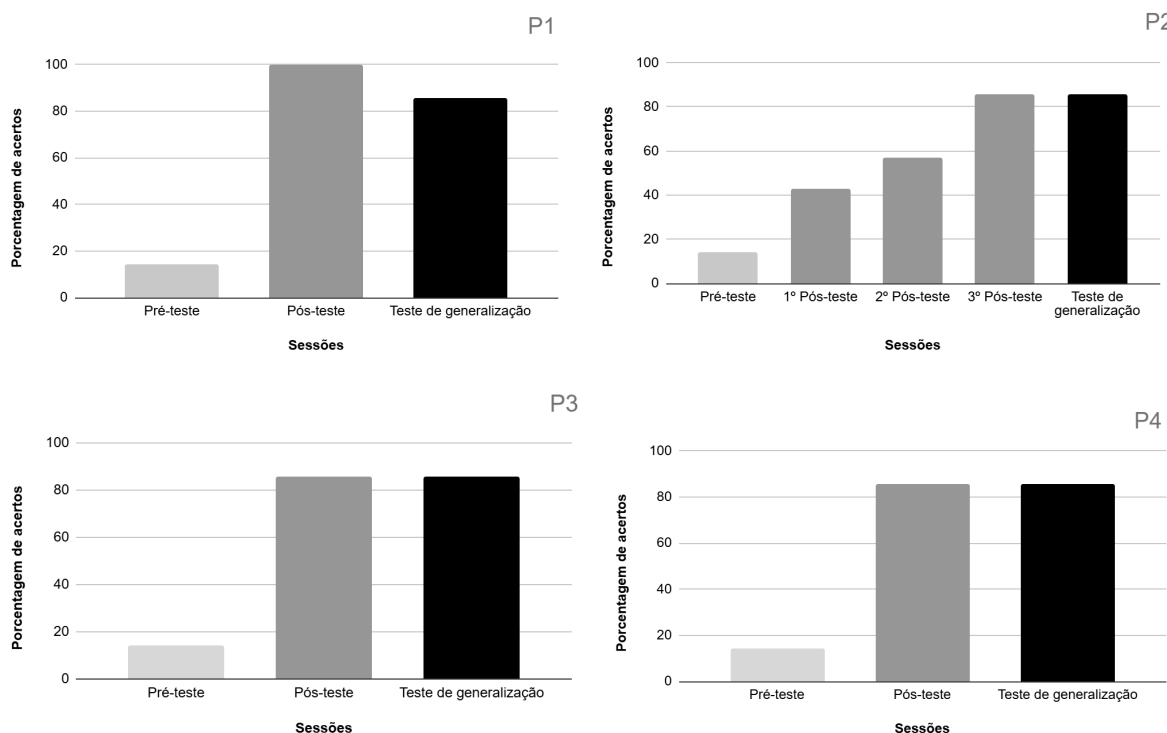 P1
Porcentagem de acertos
100
80
60
40
20
0
Pré-teste
Pós-teste
Teste de generalização
Sessões
P2
Porcentagem de acertos
100
80
60
40
20
0
Pré-teste
1º Pós-teste
2º Pós-teste
3º Pós-teste
Teste de
generalização
Sessões
P3
Porcentagem de acertos
100
80
60
40
20
0
Pré-teste
Pós-teste
Teste de generalização
Sessões
P4
Porcentagem de acertos
100
80
60
40
20
0
Pré-teste
Pós-teste
Teste de generalização
Sessões